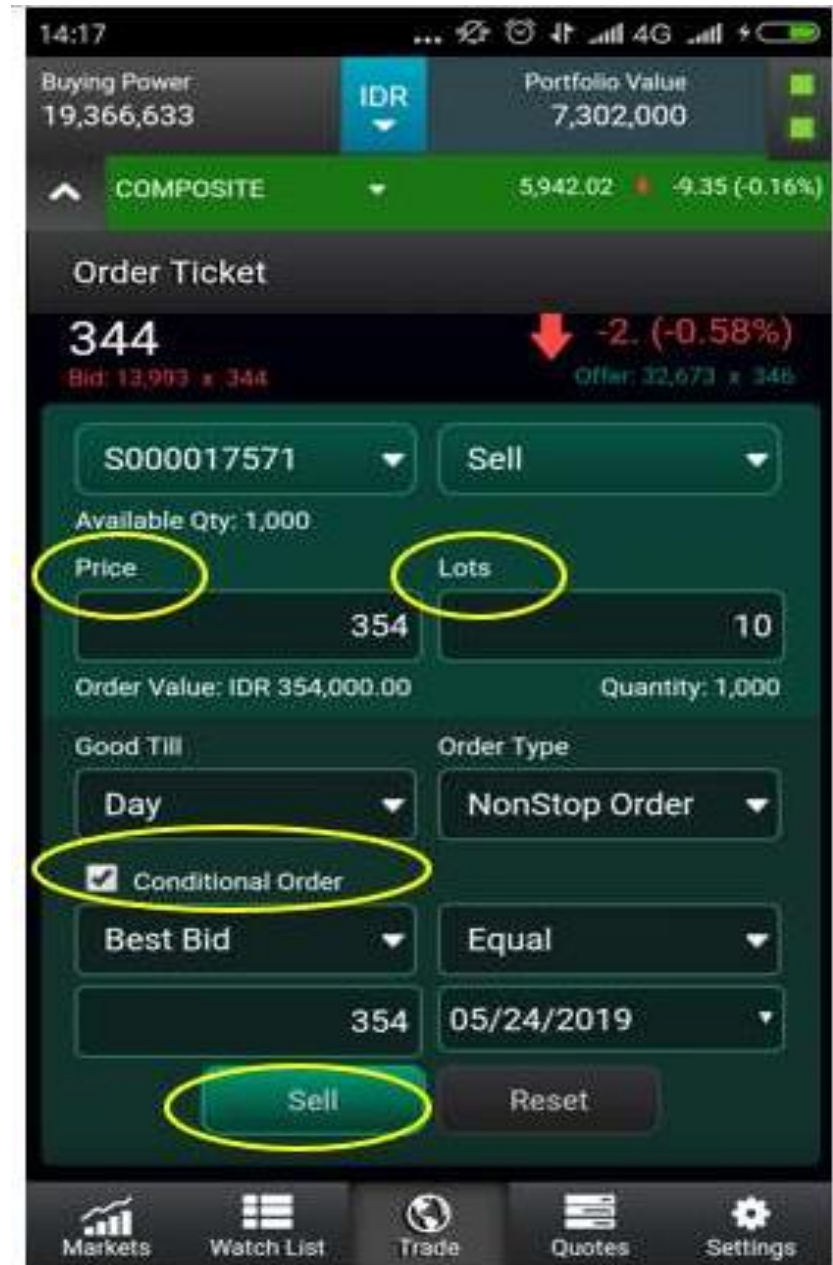 14:17 ... 4G
Buying Power IDR Portfolio Value
19,366,633 7,302,000
COMPOSITE 5,942.02 -9.35 (-0.16%)
Order Ticket
344 -2. (-0.58%)
Bid: 13,993 x 344 Offer: 32,673 x 346
S000017571 Sell
Available Qty: 1,000
Price Lots
354 10
Order Value: IDR 354,000.00 Quantity: 1,000
Good Till Order Type
Day NonStop Order
Conditional Order
Best Bid Equal
354 05/24/2019
Sell Reset
Markets Watch List Trade Quotes Settings